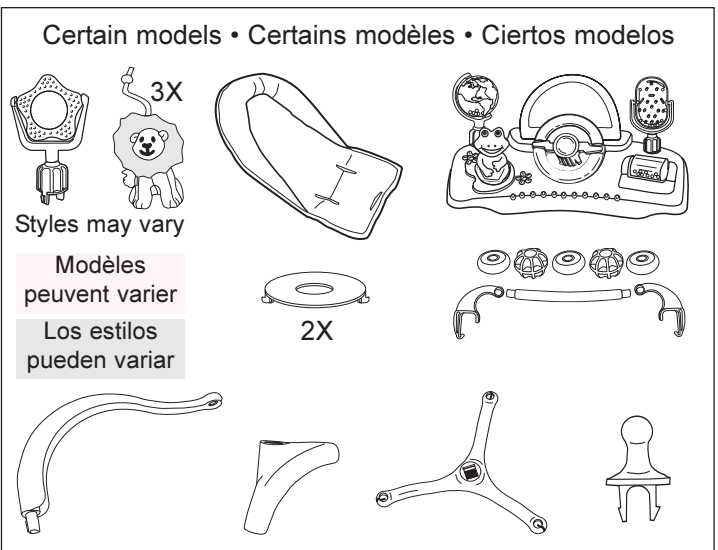 Certain models • Certains modèles • Ciertos modelos
3X
Styles may vary
Modèles
peuvent varier
Los estilos
pueden variar
2X